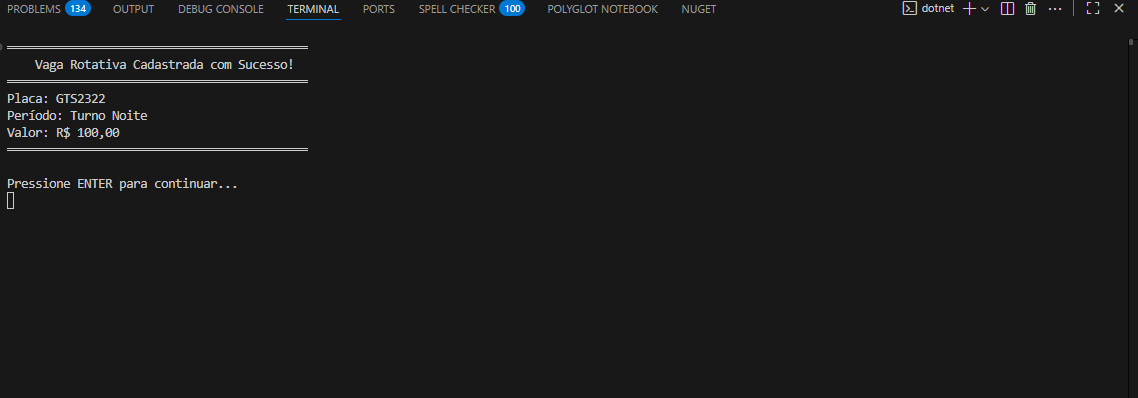 PROBLEMS 134 OUTPUT DEBUG CONSOLE TERMINAL PORTS SPELL CHECKER 100 POLYGLOT NOTEBOOK NUGET dotnet
Vaga Rotativa Cadastrada com Sucesso!
Placa: GTS2322
Período: Turno Noite
Valor: R$ 100,00
Pressione ENTER para continuar...